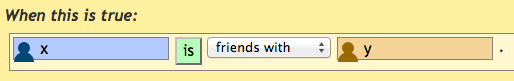 When this is true:
x is friends with y .